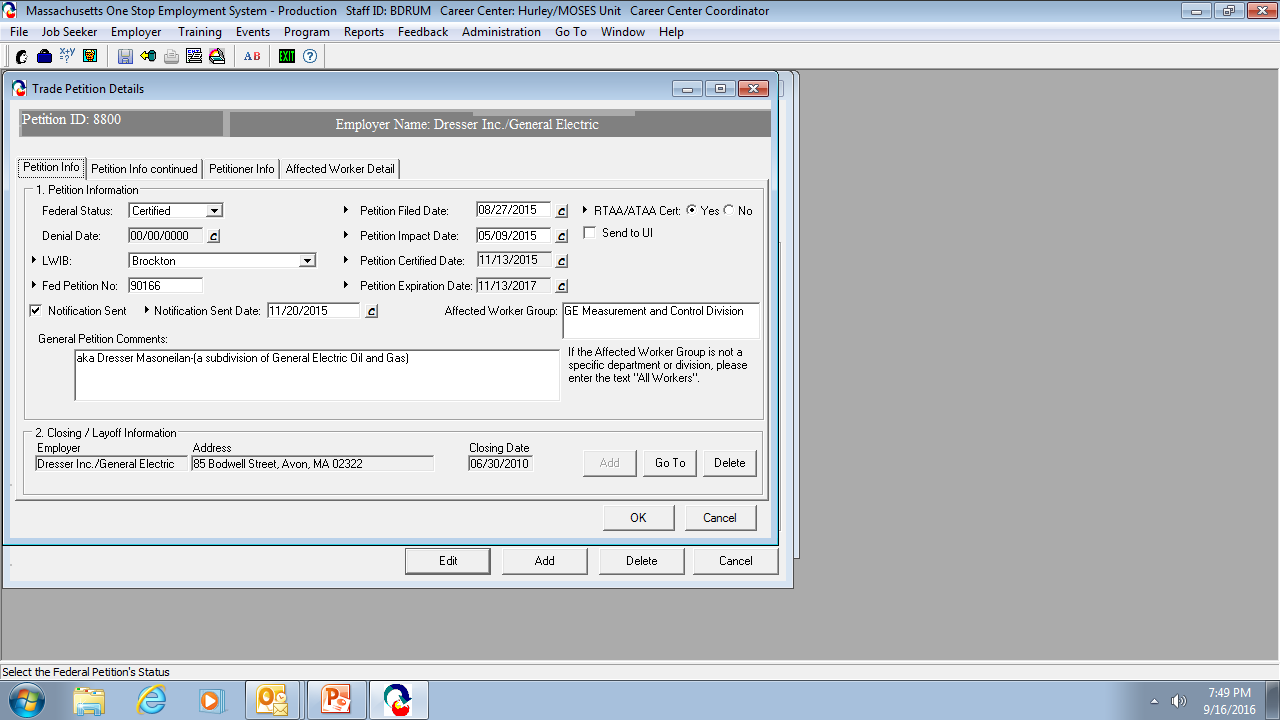 Massachusetts One Stop Employment System - Production   Staff ID: BDRUM   Career Center: Hurley/MOSES Unit   Career Center Coordinator
File   Job Seeker   Employer   Training   Events   Program   Reports   Feedback   Administration   Go To   Window   Help
X+Y =?   A B   EXIT   ?
Trade Petition Details
Petition ID: 8800   Employer Name: Dresser Inc./General Electric
Petition Info   Petition Info continued   Petitioner Info   Affected Worker Detail
1. Petition Information
Federal Status: Certified   Petition Filed Date: 08/27/2015   RTAA/ATAA Cert: Yes No
Denial Date: 00/00/0000   Petition Impact Date: 05/09/2015   Send to UI
LWIB: Brockton   Petition Certified Date: 11/13/2015
Fed Petition No: 90166   Petition Expiration Date: 11/13/2017
Notification Sent   Notification Sent Date: 11/20/2015   Affected Worker Group: GE Measurement and Control Division
General Petition Comments:
aka Dresser Masoneilan-(a subdivision of General Electric Oil and Gas)
If the Affected Worker Group is not a
specific department or division, please
enter the text "All Workers".
2. Closing / Layoff Information
Employer   Address   Closing Date
Dresser Inc./General Electric   85 Bodwell Street, Avon, MA 02322   06/30/2010   Add   Go To   Delete
OK   Cancel
Edit   Add   Delete   Cancel
Select the Federal Petition's Status
7:49 PM
9/16/2016